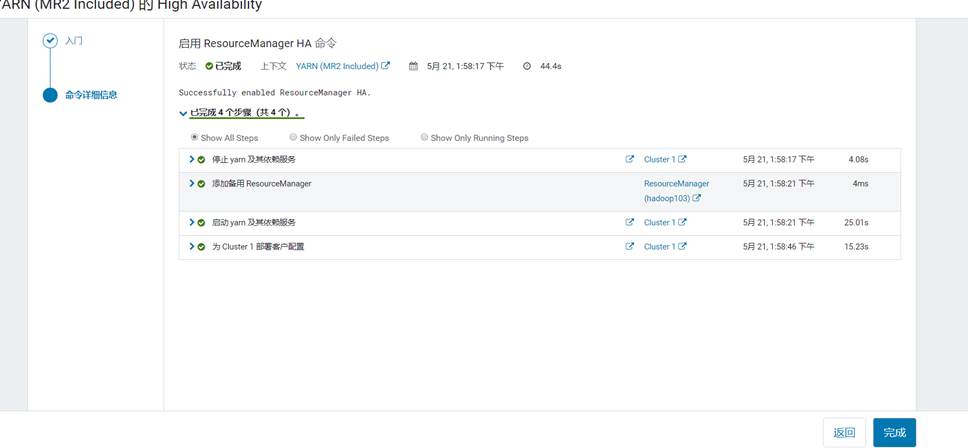 YARN (MR2 Included) 的 High Availability
入门
命令详细信息
启用 ResourceManager HA 命令
状态 已完成 上下文 YARN (MR2 Included) 5月 21, 1:58:17 下午 44.4s
Successfully enabled ResourceManager HA.
已完成 4 个步骤（共 4 个）。
Show All Steps Show Only Failed Steps Show Only Running Steps
停止 yarn 及其依赖服务 Cluster 1 5月 21, 1:58:17 下午 4.08s
添加备用 ResourceManager ResourceManager (hadoop103) 5月 21, 1:58:21 下午 4ms
启动 yarn 及其依赖服务 Cluster 1 5月 21, 1:58:21 下午 25.01s
为 Cluster 1 部署客户配置 Cluster 1 5月 21, 1:58:46 下午 15.23s
返回 完成